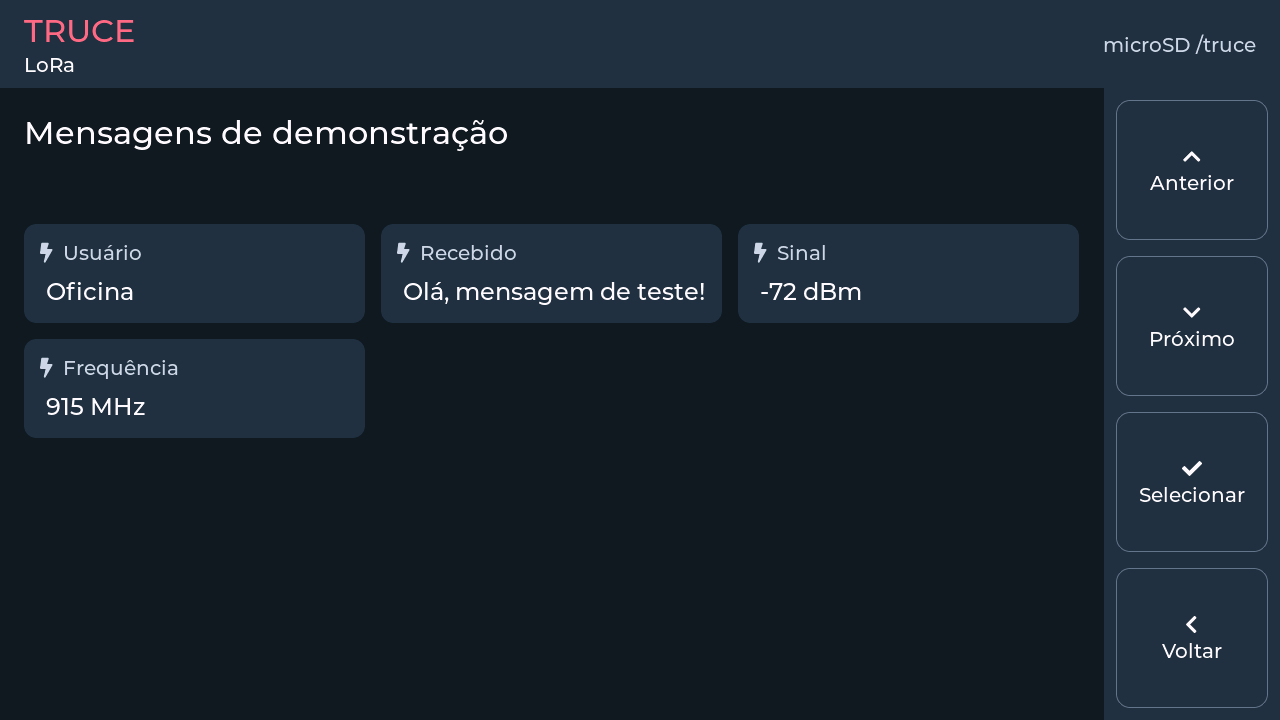 TRUCE
LoRa
microSD /truce
Mensagens de demonstração
Usuário
Oficina
Recebido
Olá, mensagem de teste!
Sinal
-72 dBm
Frequência
915 MHz
Anterior
Próximo
Selecionar
Voltar